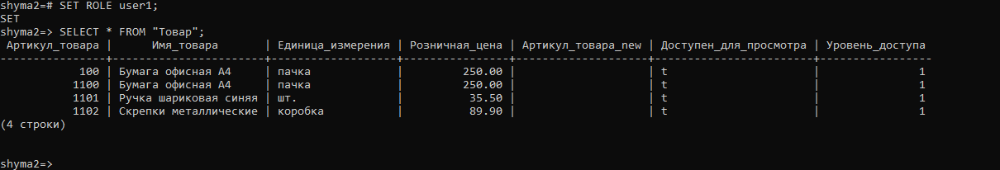 shyma2=# SET ROLE user1;
SET
shyma2=> SELECT * FROM "Товар";
 Артикул_товара |      Имя_товара       | Единица_измерения | Розничная_цена | Артикул_товара_new | Доступен_для_просмотра | Уровень_доступа
----------------+-----------------------+-------------------+----------------+--------------------+------------------------+-----------------
            100 | Бумага офисная А4     | пачка             |         250.00 |                    | t                      |               1
           1100 | Бумага офисная А4     | пачка             |         250.00 |                    | t                      |               1
           1101 | Ручка шариковая синяя | шт.               |          35.50 |                    | t                      |               1
           1102 | Скрепки металлические | коробка           |          89.90 |                    | t                      |               1
(4 строки)
shyma2=>